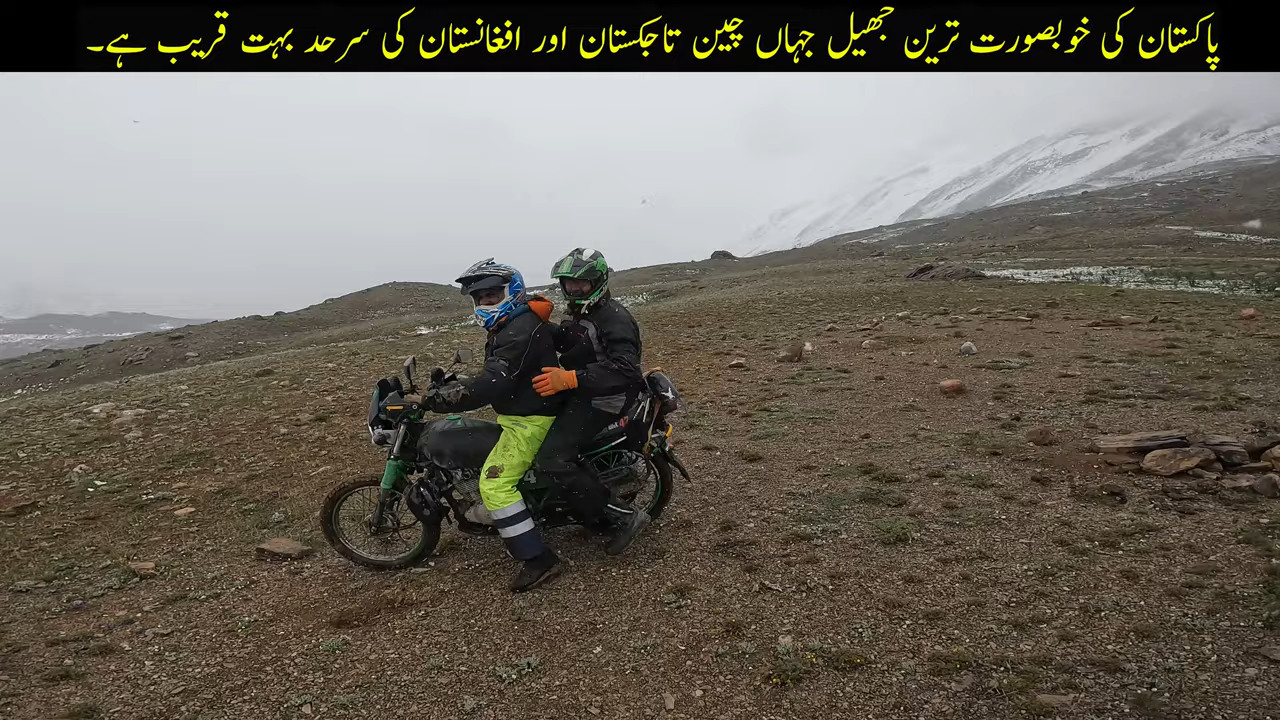 پاکستان کی خوبصورت ترین جھیل جہاں چین تاجکستان اور افغانستان کی سرحد بہت قریب ہے۔